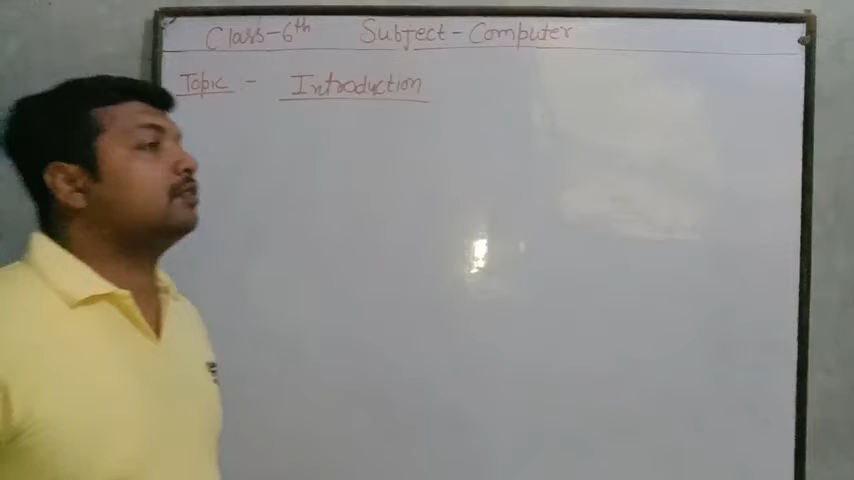 Class-6th Subject-Computer
Topic :- Introduction